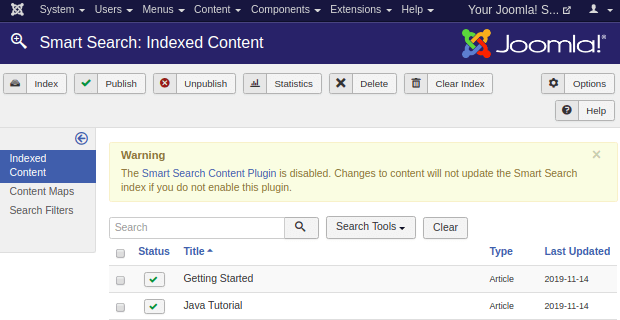 System Users Menus Content Components Extensions Help Your Joomla! S...
Smart Search: Indexed Content Joomla!®
Index Publish Unpublish Statistics Delete Clear Index Options
Help
Indexed
Content
Content Maps
Search Filters
Warning ×
The Smart Search Content Plugin is disabled. Changes to content will not update the Smart Search
index if you do not enable this plugin.
Search Search Tools Clear
Status Title Type Last Updated
Getting Started Article 2019-11-14
Java Tutorial Article 2019-11-14